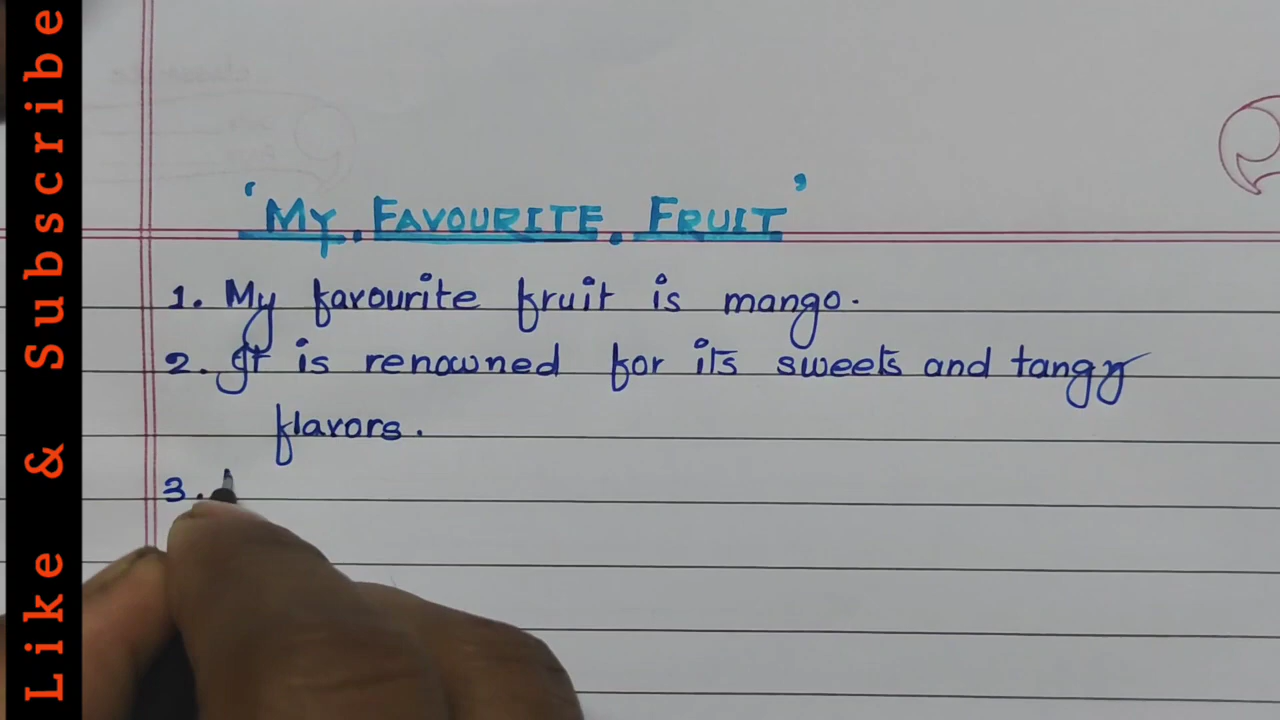 Like & Subscribe
'MY FAVOURITE FRUIT'
1. My favourite fruit is mango.
2. It is renowned for its sweets and tangy
flavors.
3.